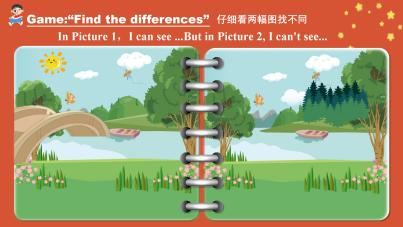 Game:“Find the differences” 仔细看两幅图找不同
In Picture 1，I can see ...But in Picture 2, I can't see...